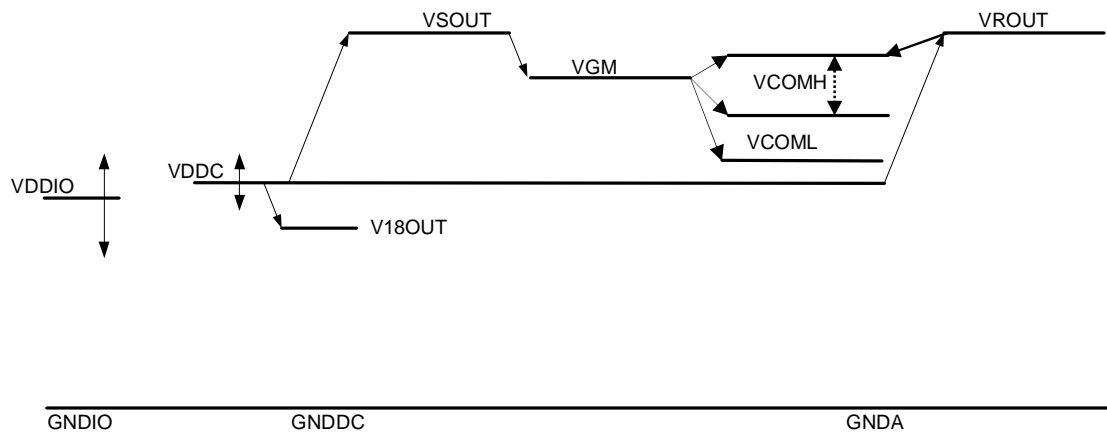 VSOUT
VROUT
VGM
VCOMH
VCOML
VDDC
VDDIO
V18OUT
GNDIO
GNDDC
GNDA